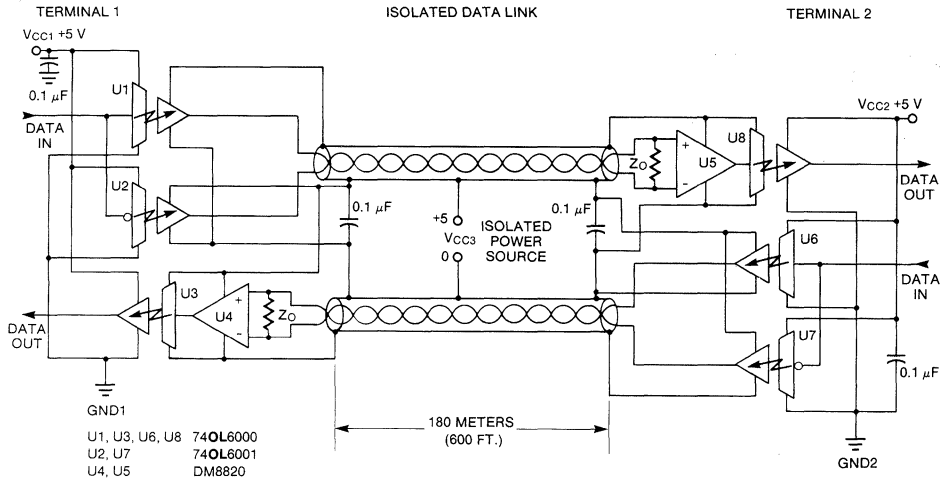 TERMINAL 1
ISOLATED DATA LINK
TERMINAL 2
VCC1 +5 V
0.1 µF
U1
DATA
IN
U2
0.1 µF
+5
VCC3
0
ISOLATED
POWER
SOURCE
0.1 µF
ZO
U5
U8
VCC2 +5 V
DATA
OUT
U6
DATA
IN
U7
0.1 µF
GND2
DATA
OUT
U3
U4
+
-
ZO
+
-
GND1
180 METERS
(600 FT.)
U1, U3, U6, U8 74OL6000
U2, U7 74OL6001
U4, U5 DM8820